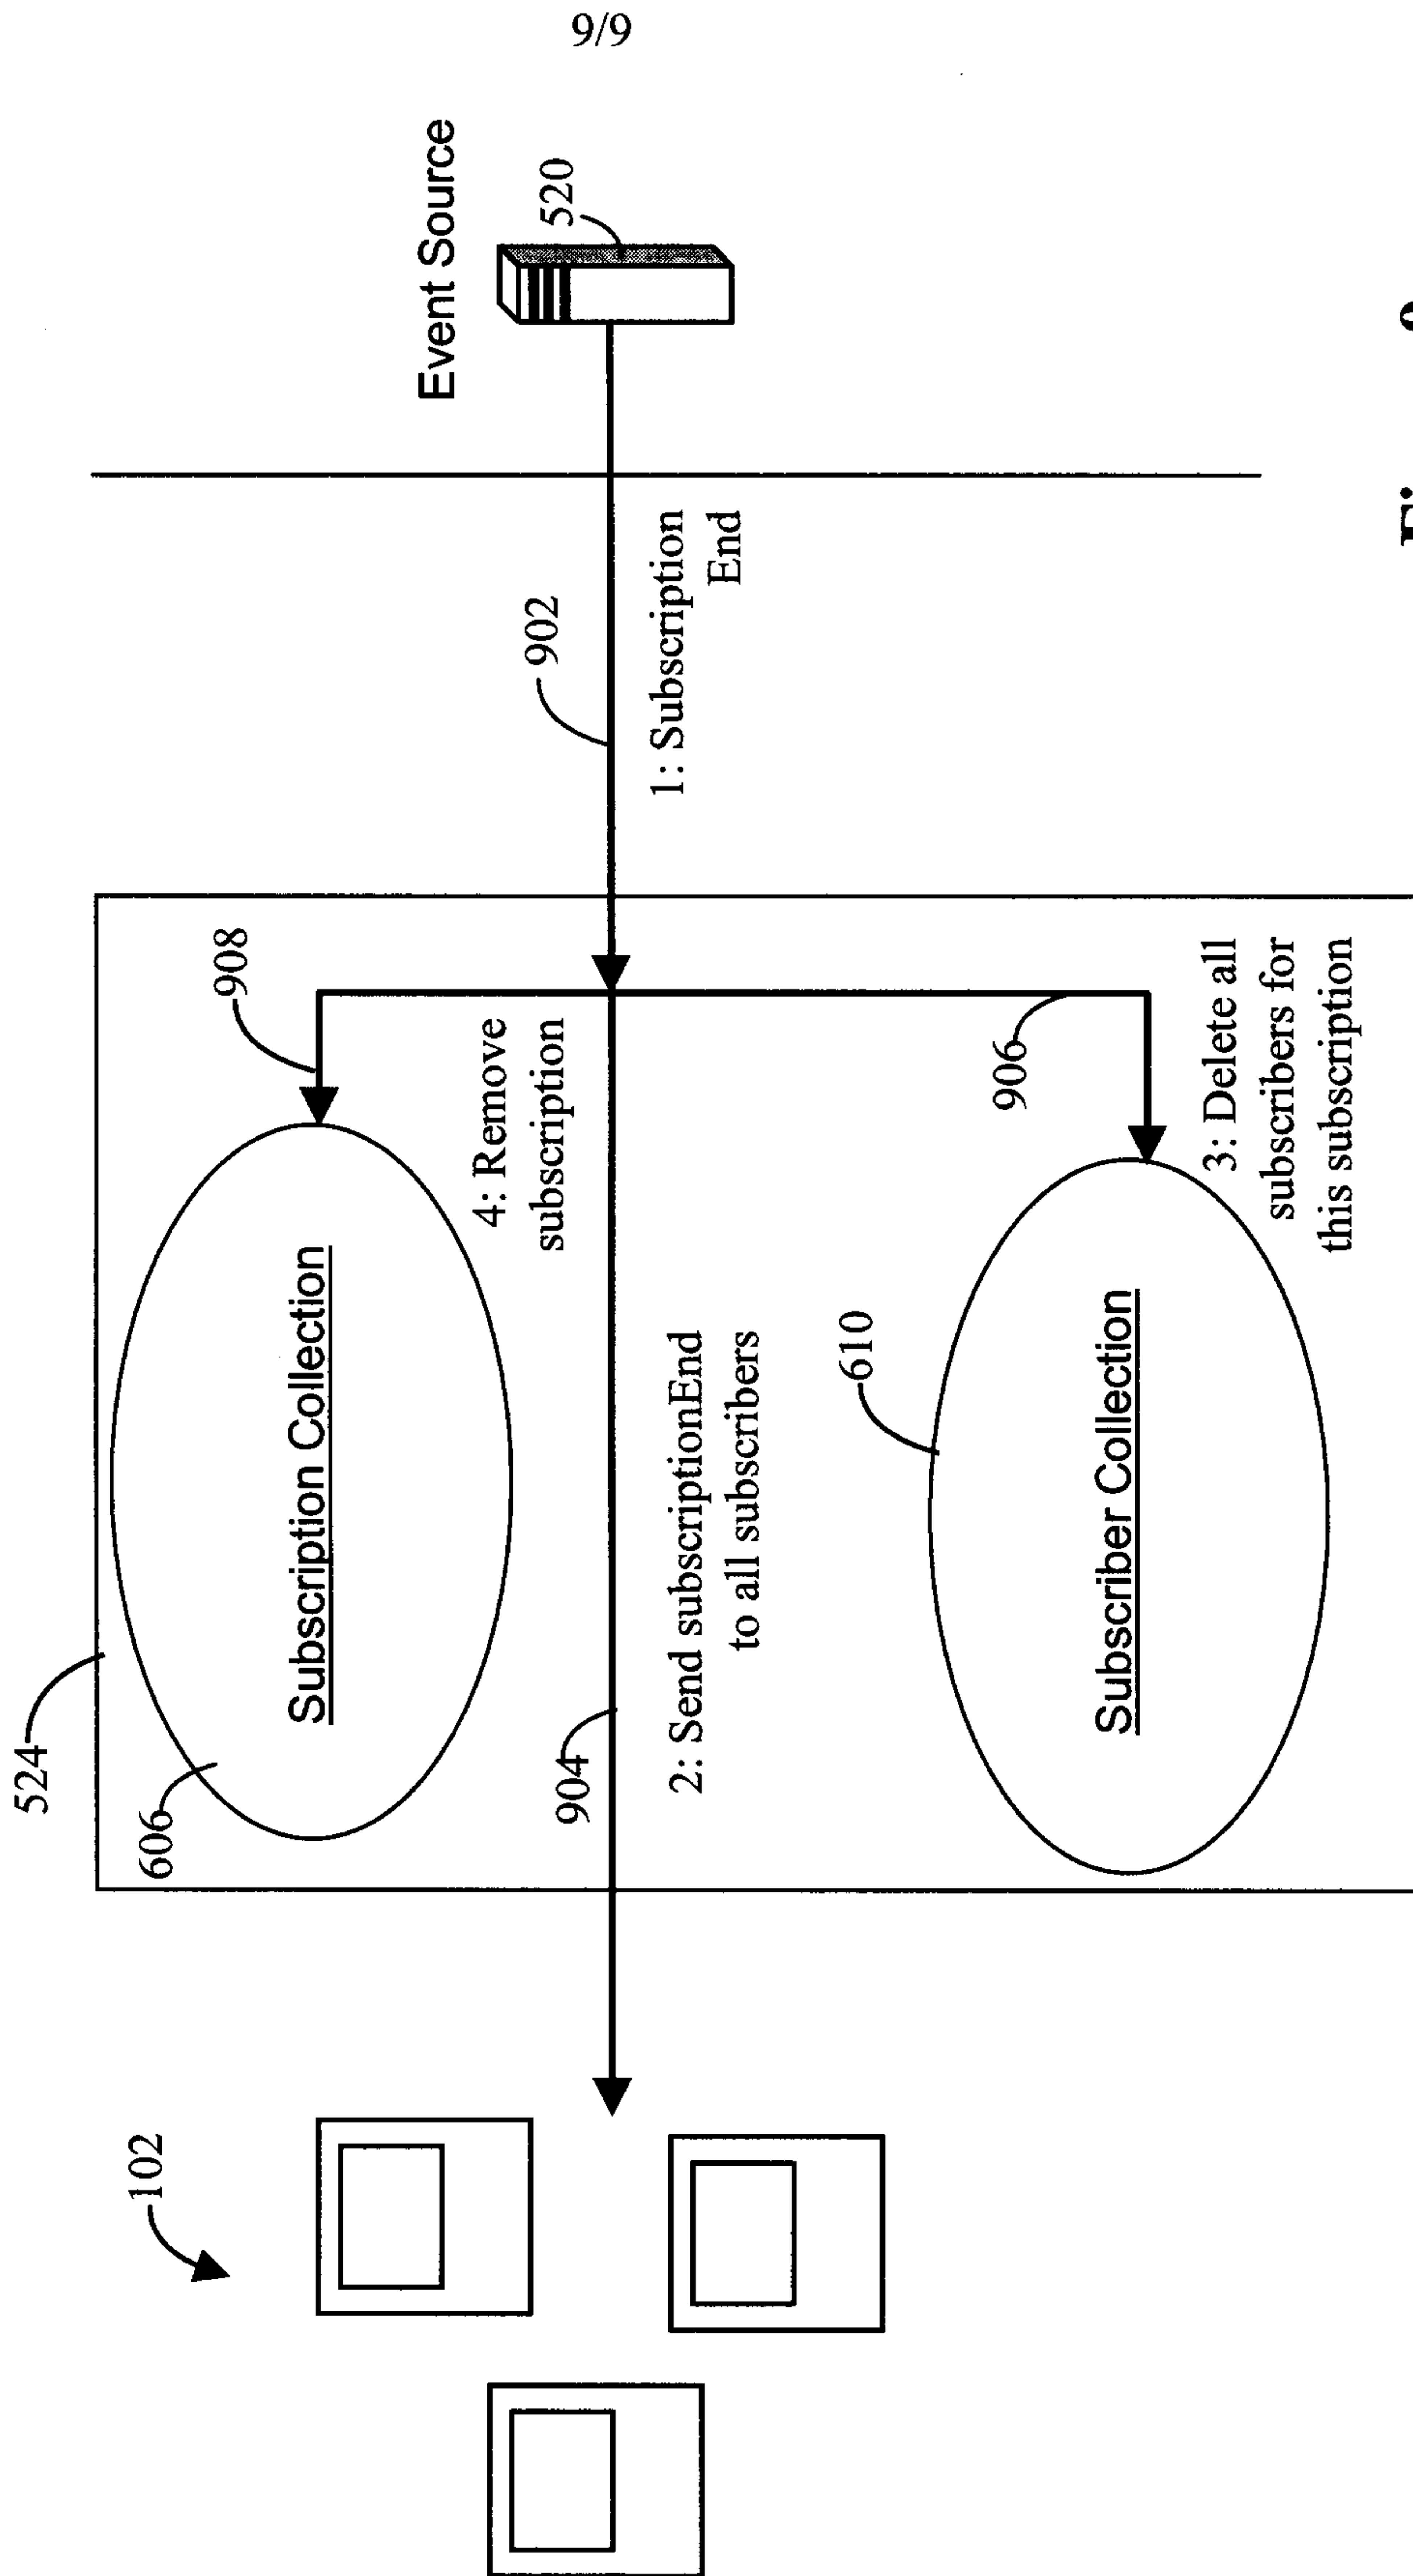 9/9
Event Source
520
902
1: Subscription
End
524
606
Subscription Collection
908
4: Remove
subscription
904
2: Send subscriptionEnd
to all subscribers
906
3: Delete all
subscribers for
this subscription
610
Subscriber Collection
102